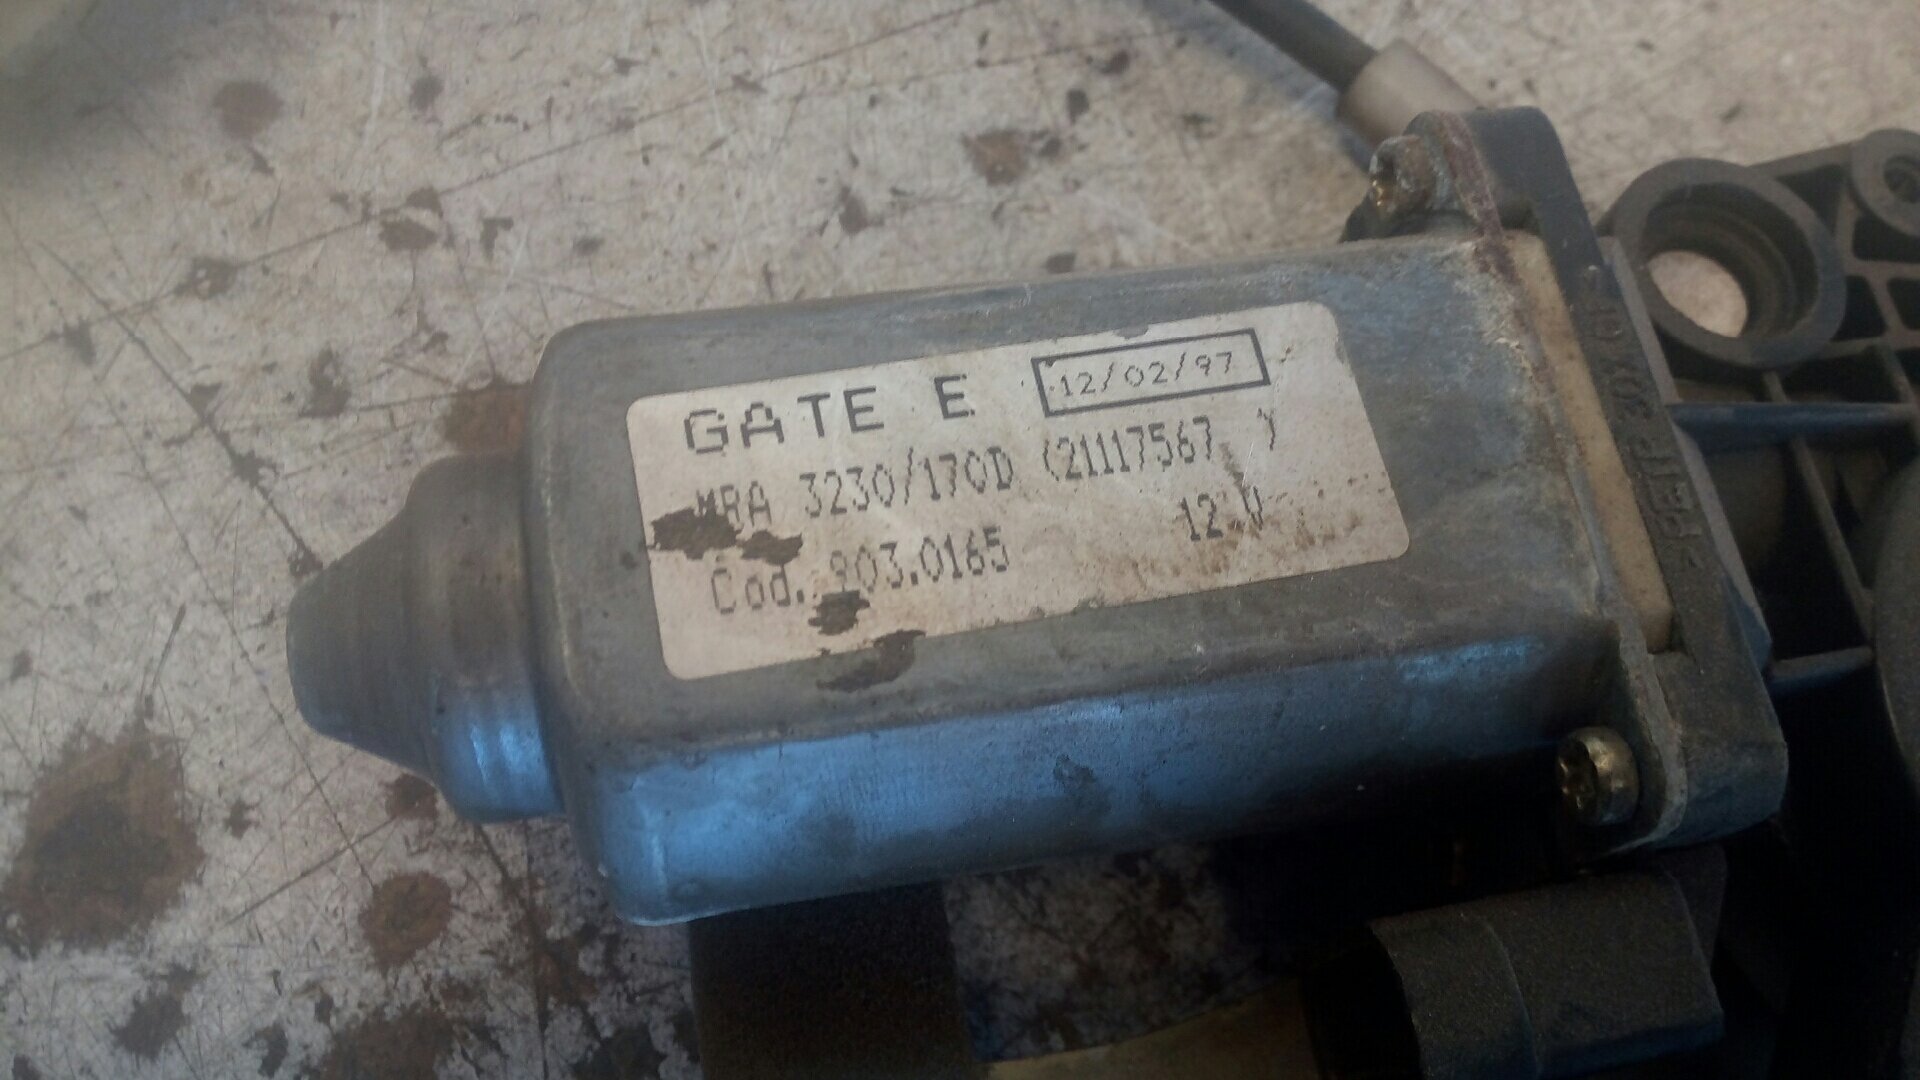 GATE E 12/02/97
MRA 3230/170D (21117567 )
Cod. 903.0165 12 V